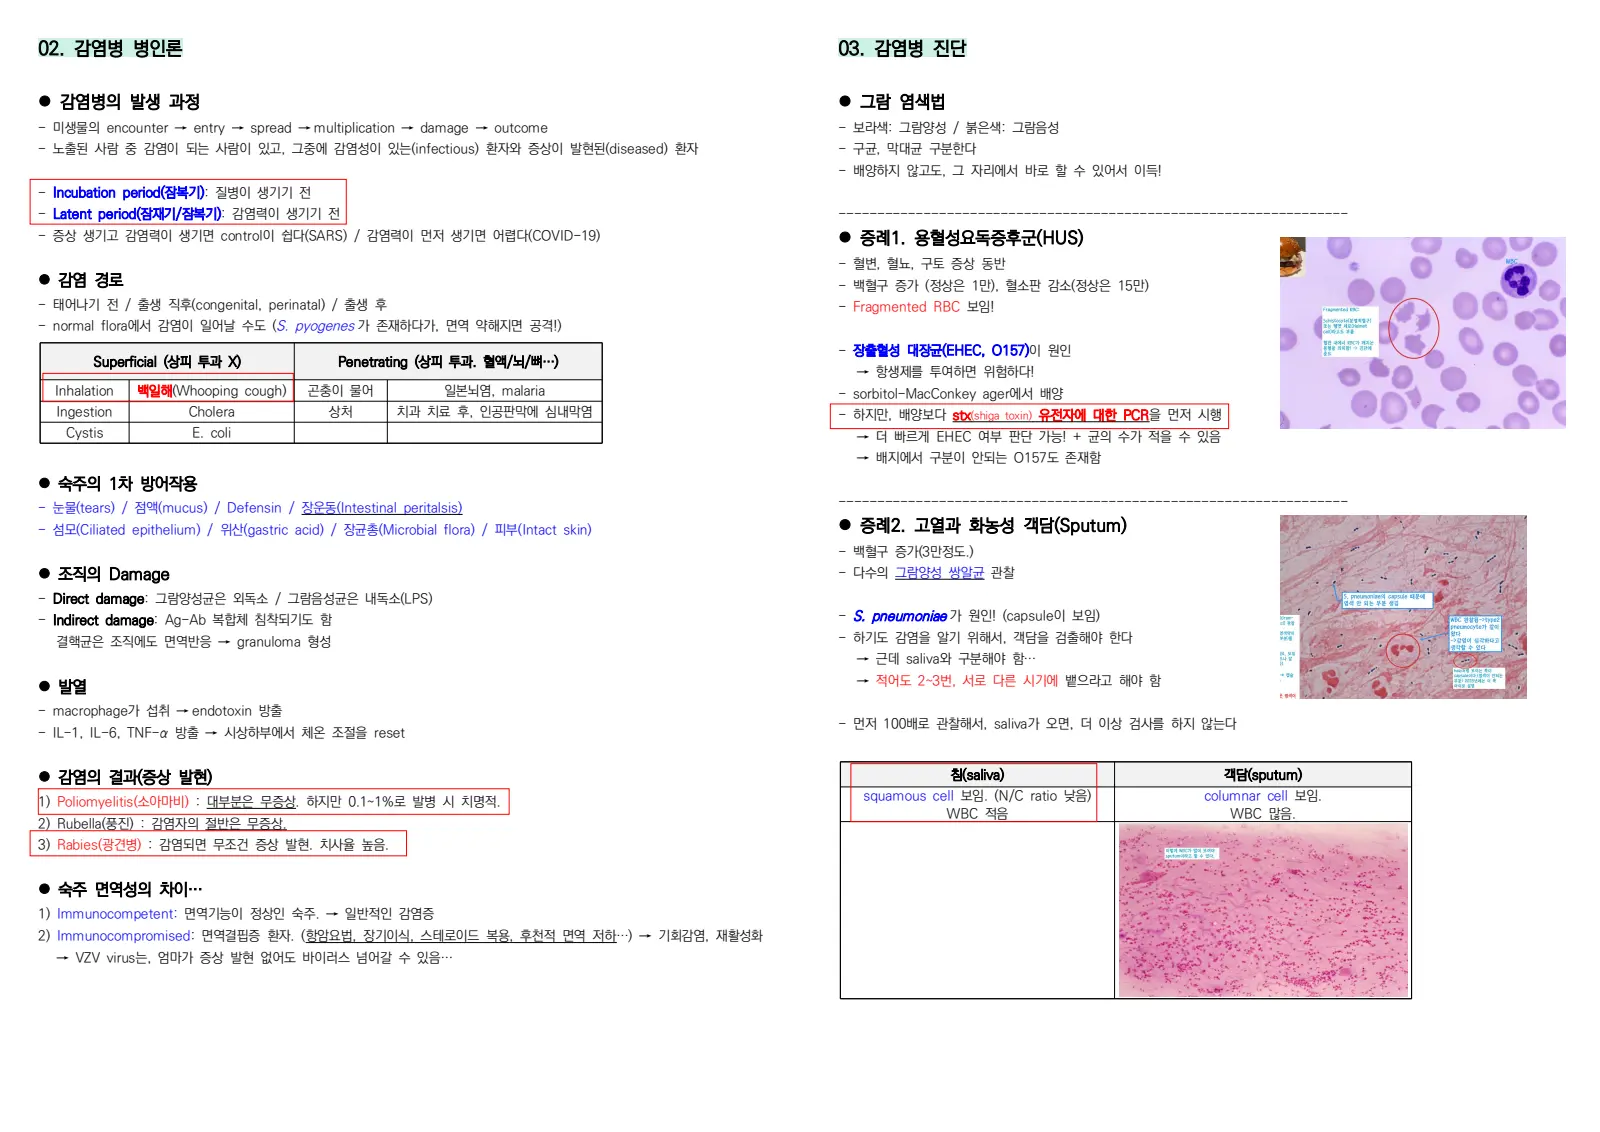 02. 감염병 병인론
● 감염병의 발생 과정
- 미생물의 encounter → entry → spread → multiplication → damage → outcome
- 노출된 사람 중 감염이 되는 사람이 있고, 그중에 감염성이 있는(infectious) 환자와 증상이 발현된(diseased) 환자
- Incubation period(잠복기): 질병이 생기기 전
- Latent period(잠재기/잠복기): 감염력이 생기기 전
- 증상 생기고 감염력이 생기면 control이 쉽다(SARS) / 감염력이 먼저 생기면 어렵다(COVID-19)
● 감염 경로
- 태어나기 전 / 출생 직후(congenital, perinatal) / 출생 후
- normal flora에서 감염이 일어날 수도 (S. pyogenes가 존재하다가, 면역 약해지면 공격!)
Superficial (상피 투과 X) Penetrating (상피 투과. 혈액/뇌/뼈…)
Inhalation 백일해(Whooping cough) 곤충이 물어 일본뇌염, malaria
Ingestion Cholera 상처 치과 치료 후, 인공판막에 심내막염
Cystis E. coli
● 숙주의 1차 방어작용
- 눈물(tears) / 점액(mucus) / Defensin / 장운동(Intestinal peritalsis)
- 섬모(Ciliated epithelium) / 위산(gastric acid) / 장균총(Microbial flora) / 피부(Intact skin)
● 조직의 Damage
- Direct damage: 그람양성균은 외독소 / 그람음성균은 내독소(LPS)
- Indirect damage: Ag-Ab 복합체 침착되기도 함
결핵균은 조직에도 면역반응 → granuloma 형성
● 발열
- macrophage가 섭취 → endotoxin 방출
- IL-1, IL-6, TNF-α 방출 → 시상하부에서 체온 조절을 reset
● 감염의 결과(증상 발현)
1) Poliomyelitis(소아마비) : 대부분은 무증상. 하지만 0.1~1%로 발병 시 치명적.
2) Rubella(풍진) : 감염자의 절반은 무증상.
3) Rabies(광견병) : 감염되면 무조건 증상 발현. 치사율 높음.
● 숙주 면역성의 차이…
1) Immunocompetent: 면역기능이 정상인 숙주. → 일반적인 감염증
2) Immunocompromised: 면역결핍증 환자. (항암요법, 장기이식, 스테로이드 복용, 후천적 면역 저하…) → 기회감염, 재활성화
→ VZV virus는, 엄마가 증상 발현 없어도 바이러스 넘어갈 수 있음…
03. 감염병 진단
● 그람 염색법
- 보라색: 그람양성 / 붉은색: 그람음성
- 구균, 막대균 구분한다
- 배양하지 않고도, 그 자리에서 바로 할 수 있어서 이득!
● 증례1. 용혈성요독증후군(HUS)
- 혈변, 혈뇨, 구토 증상 동반
- 백혈구 증가 (정상은 1만), 혈소판 감소(정상은 15만)
- Fragmented RBC 보임!
- 장출혈성 대장균(EHEC, O157)이 원인
→ 항생제를 투여하면 위험하다!
- sorbitol-MacConkey ager에서 배양
- 하지만, 배양보다 stx(shiga toxin) 유전자에 대한 PCR을 먼저 시행
→ 더 빠르게 EHEC 여부 판단 가능! + 균의 수가 적을 수 있음
→ 배지에서 구분이 안되는 O157도 존재함
WBC
Fragmented RBC!
● 증례2. 고열과 화농성 객담(Sputum)
- 백혈구 증가(3만정도.)
- 다수의 그람양성 쌍알균 관찰
- S. pneumoniae가 원인! (capsule이 보임)
- 하기도 감염을 알기 위해서, 객담을 검출해야 한다
→ 근데 saliva와 구분해야 함…
→ 적어도 2~3번, 서로 다른 시기에 뱉으라고 해야 함
- 먼저 100배로 관찰해서, saliva가 오면, 더 이상 검사를 하지 않는다
S. pneumoniae의 capsule 때문에
염색 안 되는 부분 생김
침(saliva) 객담(sputum)
squamous cell 보임. (N/C ratio 낮음) columnar cell 보임.
WBC 적음 WBC 많음.